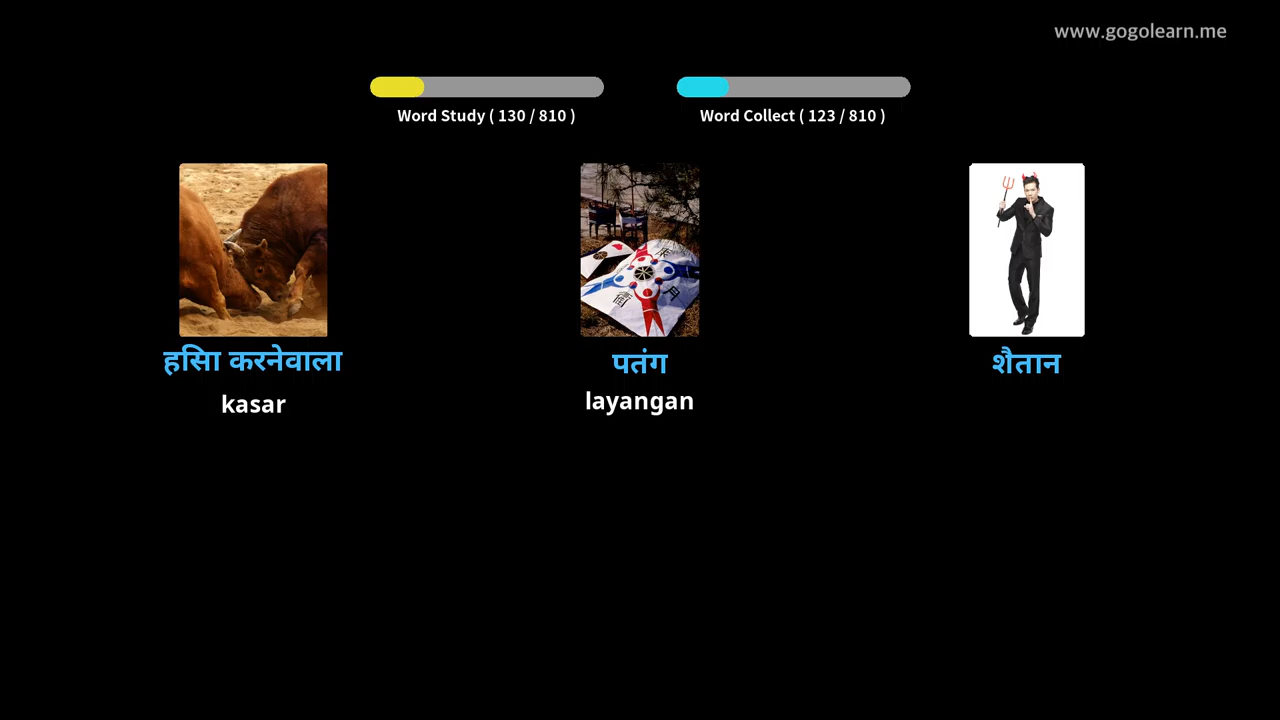 www.gogolearn.me
Word Study ( 130 / 810 )
Word Collect ( 123 / 810 )
हसिा करनेवाला
पतंग
शैतान
kasar
layangan